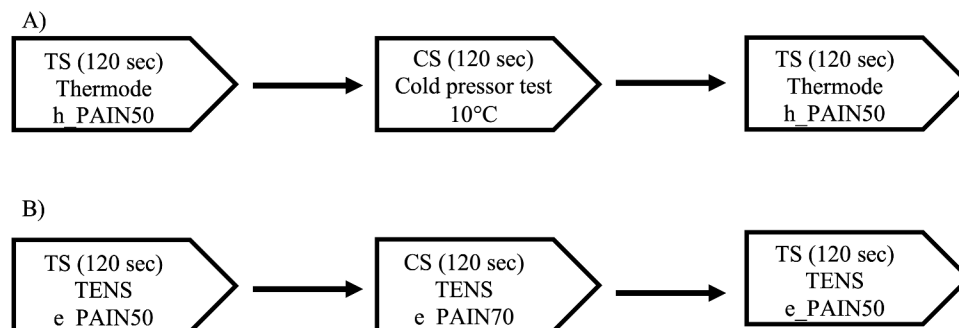 A)
TS (120 sec)
Thermode
h_PAIN50
CS (120 sec)
Cold pressor test
10°C
TS (120 sec)
Thermode
h_PAIN50
B)
TS (120 sec)
TENS
e_PAIN50
CS (120 sec)
TENS
e_PAIN70
TS (120 sec)
TENS
e_PAIN50